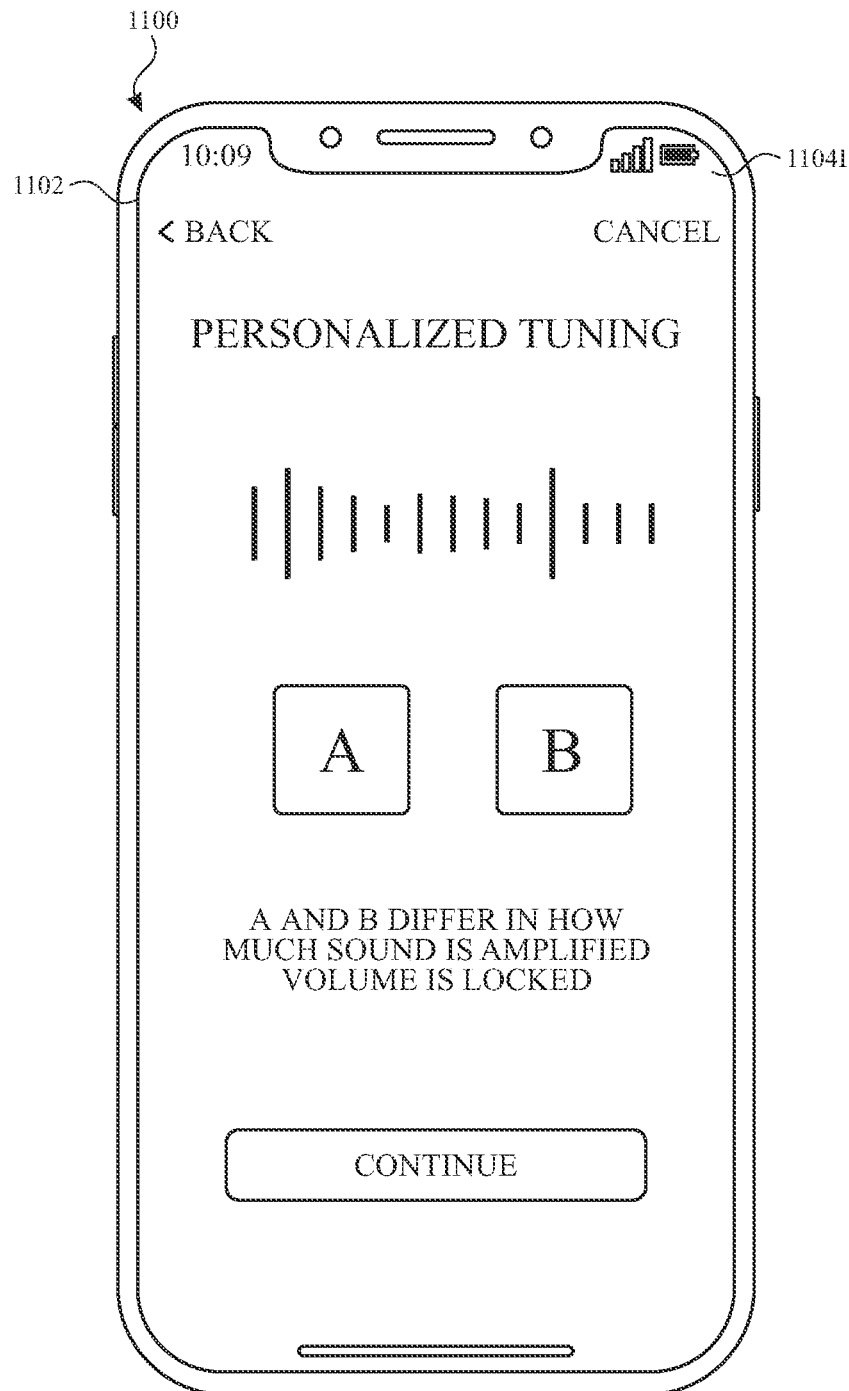 1100
10:09
1104I
1102
< BACK
CANCEL
PERSONALIZED TUNING
A
B
A AND B DIFFER IN HOW
MUCH SOUND IS AMPLIFIED
VOLUME IS LOCKED
CONTINUE